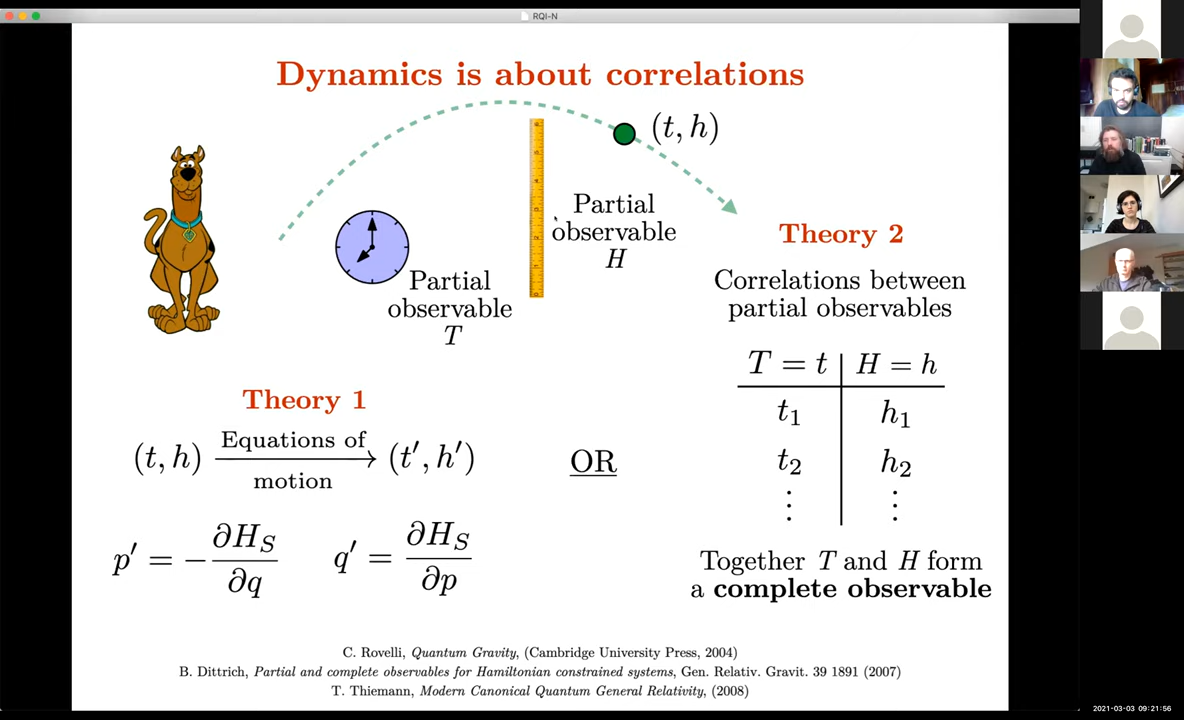 RQI-N
Dynamics is about correlations
(t, h)
Partial
observable
H
Partial
observable
T
Theory 1
(t, h) Equations of motion → (t′, h′)
p′ = −∂H_S/∂q q′ = ∂H_S/∂p
OR
Theory 2
Correlations between
partial observables
T = t | H = h
t₁ | h₁
t₂ | h₂
⋮ | ⋮
Together T and H form
a complete observable
C. Rovelli, Quantum Gravity, (Cambridge University Press, 2004)
B. Dittrich, Partial and complete observables for Hamiltonian constrained systems, Gen. Relativ. Gravit. 39 1891 (2007)
T. Thiemann, Modern Canonical Quantum General Relativity, (2008)
2021-03-03 09:21:56